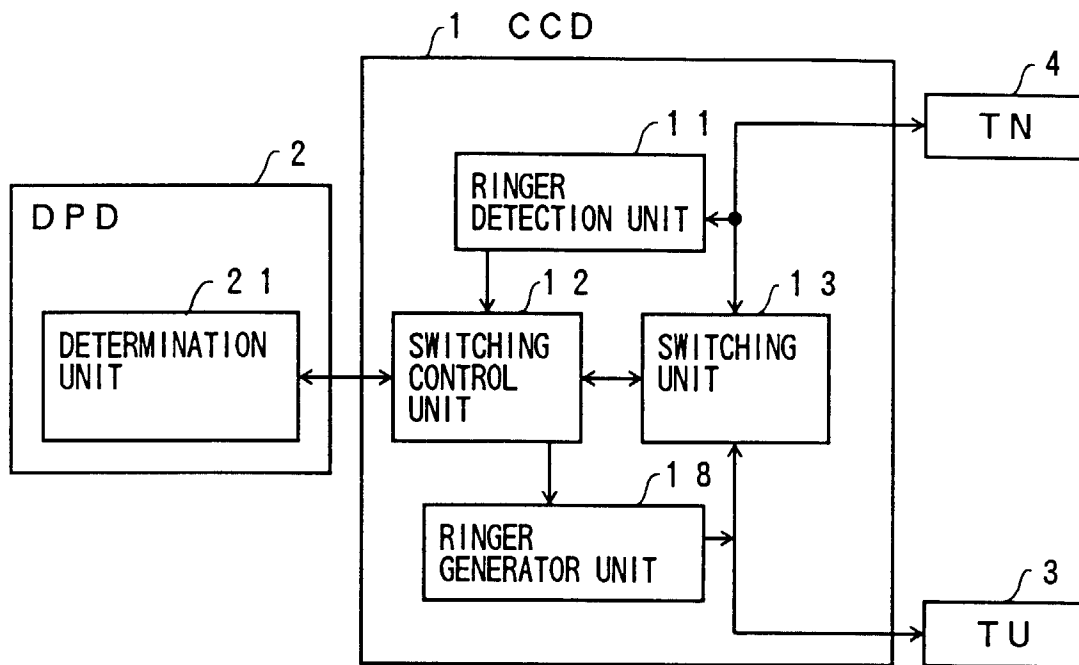 1 CCD
4
TN
11
RINGER
DETECTION UNIT
2
DPD
21
DETERMINATION
UNIT
12
SWITCHING
CONTROL
UNIT
13
SWITCHING
UNIT
18
RINGER
GENERATOR UNIT
3
TU